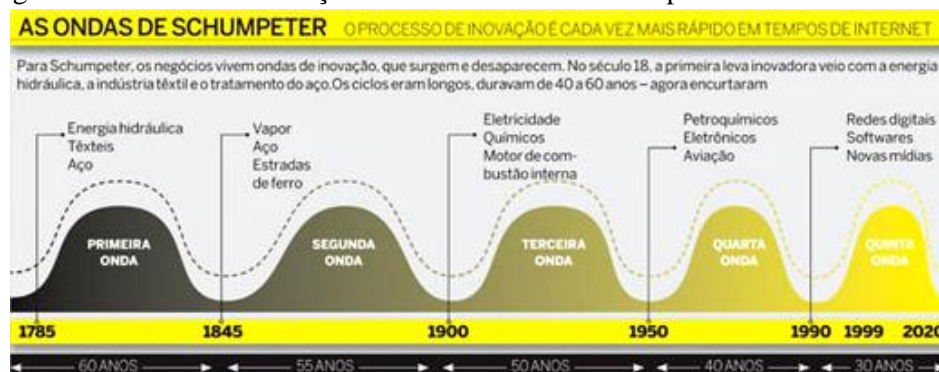 AS ONDAS DE SCHUMPETER O PROCESSO DE INOVAÇÃO É CADA VEZ MAIS RÁPIDO EM TEMPOS DE INTERNET
Para Schumpeter, os negócios vivem ondas de inovação, que surgem e desaparecem. No século 18, a primeira leva inovadora veio com a energia
hidráulica, a indústria têxtil e o tratamento do aço. Os ciclos eram longos, duravam de 40 a 60 anos – agora encurtaram
Energia hidráulica
Têxteis
Aço
Vapor
Aço
Estradas
de ferro
Eletricidade
Químicos
Motor de com-
bustão interna
Petroquímicos
Eletrônicos
Aviação
Redes digitais
Softwares
Novas mídias
PRIMEIRA
ONDA
SEGUNDA
ONDA
TERCEIRA
ONDA
QUARTA
ONDA
QUINTA
ONDA
1785 1845 1900 1950 1990 1999 2020
60 ANOS 55 ANOS 50 ANOS 40 ANOS 30 ANOS